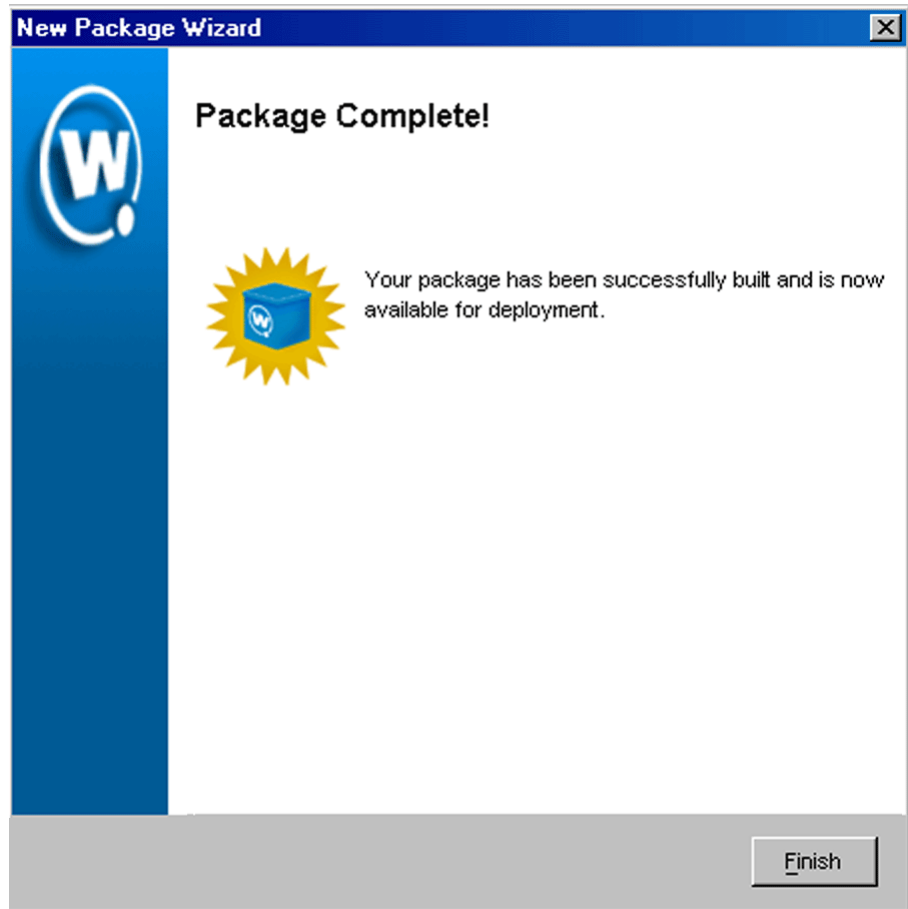 New Package Wizard
W
Package Complete!
W
Your package has been successfully built and is now
available for deployment.
Finish